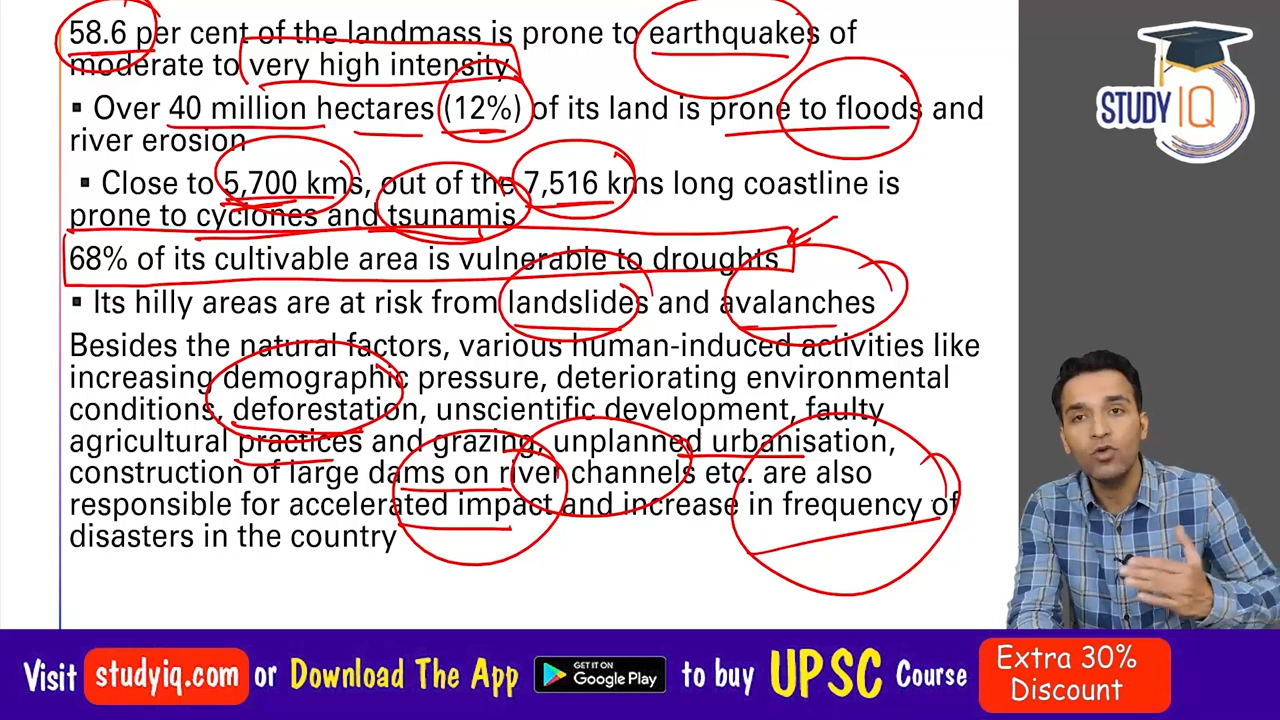 58.6 per cent of the landmass is prone to earthquakes of
moderate to very high intensity
▪ Over 40 million hectares (12%) of its land is prone to floods and
river erosion
▪ Close to 5,700 kms, out of the 7,516 kms long coastline is
prone to cyclones and tsunamis
68% of its cultivable area is vulnerable to droughts
▪ Its hilly areas are at risk from landslides and avalanches
Besides the natural factors, various human-induced activities like
increasing demographic pressure, deteriorating environmental
conditions, deforestation, unscientific development, faulty
agricultural practices and grazing, unplanned urbanisation,
construction of large dams on river channels etc. are also
responsible for accelerated impact and increase in frequency of
disasters in the country
STUDY IQ
Visit studyiq.com or Download The App GET IT ON Google Play to buy UPSC Course
Extra 30%
Discount